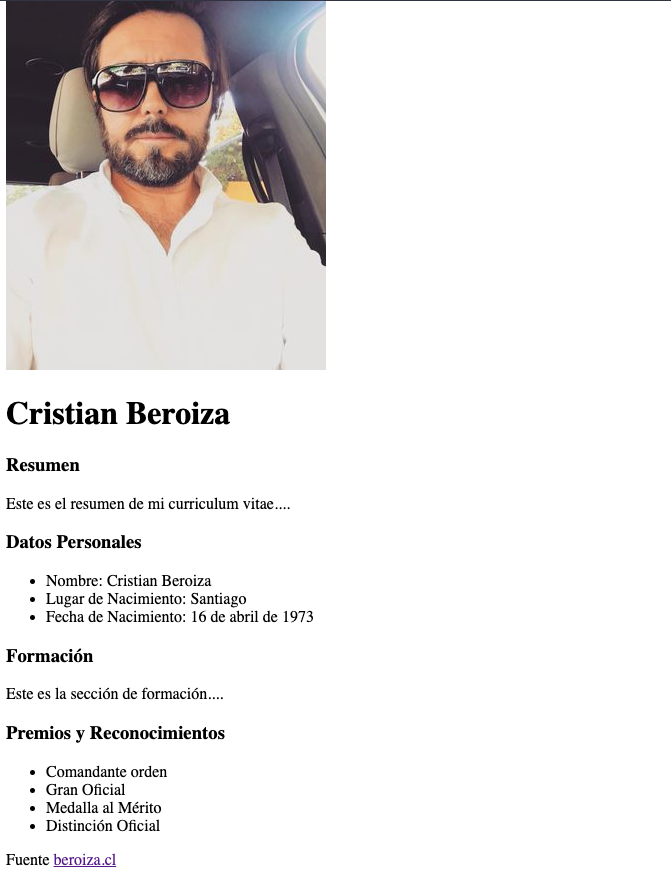 Cristian Beroiza
Resumen
Este es el resumen de mi curriculum vitae....
Datos Personales
Nombre: Cristian Beroiza
Lugar de Nacimiento: Santiago
Fecha de Nacimiento: 16 de abril de 1973
Formación
Este es la sección de formación....
Premios y Reconocimientos
Comandante orden
Gran Oficial
Medalla al Mérito
Distinción Oficial
Fuente beroiza.cl